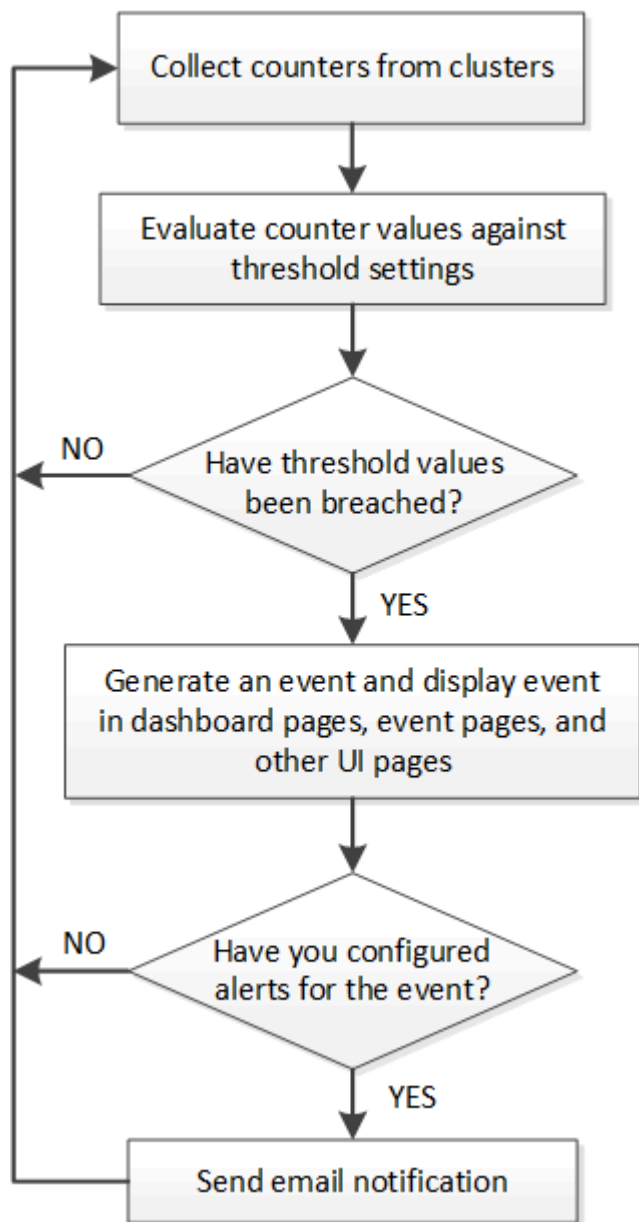 Collect counters from clusters
Evaluate counter values against
threshold settings
NO
Have threshold values
been breached?
YES
Generate an event and display event
in dashboard pages, event pages, and
other UI pages
NO
Have you configured
alerts for the event?
YES
Send email notification